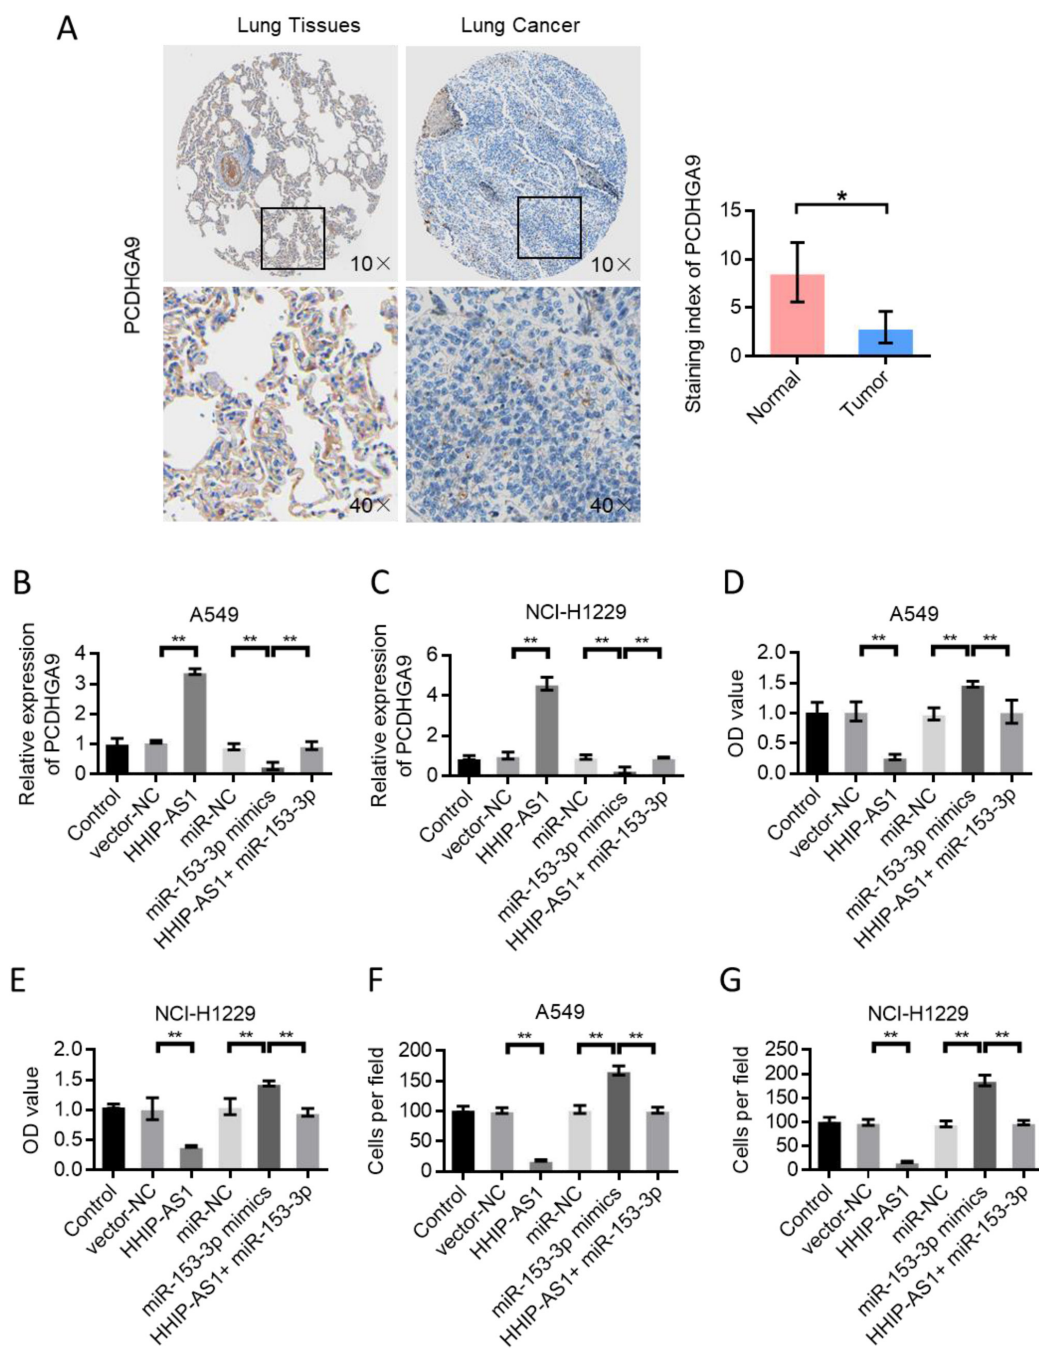 A
Lung Tissues
Lung Cancer
PCDHGA9
10×
10×
40×
40×
Staining index of PCDHGA9
15
10
5
0
*
Normal
Tumor
B
A549
Relative expression
of PCDHGA9
4
3
2
1
0
** ** **
Control
vector-NC
HHIP-AS1
miR-NC
miR-153-3p mimics
HHIP-AS1+ miR-153-3p
C
NCI-H1229
Relative expression
of PCDHGA9
6
4
2
0
** ** **
Control
vector-NC
HHIP-AS1
miR-NC
miR-153-3p mimics
HHIP-AS1+ miR-153-3p
D
A549
OD value
2.0
1.5
1.0
0.5
0.0
** ** **
Control
vector-NC
HHIP-AS1
miR-NC
miR-153-3p mimics
HHIP-AS1+ miR-153-3p
E
NCI-H1229
OD value
2.0
1.5
1.0
0.5
0.0
** ** **
Control
vector-NC
HHIP-AS1
miR-NC
miR-153-3p mimics
HHIP-AS1+ miR-153-3p
F
A549
Cells per field
200
150
100
50
0
** ** **
Control
vector-NC
HHIP-AS1
miR-NC
miR-153-3p mimics
HHIP-AS1+ miR-153-3p
G
NCI-H1229
Cells per field
250
200
150
100
50
0
** ** **
Control
vector-NC
HHIP-AS1
miR-NC
miR-153-3p mimics
HHIP-AS1+ miR-153-3p